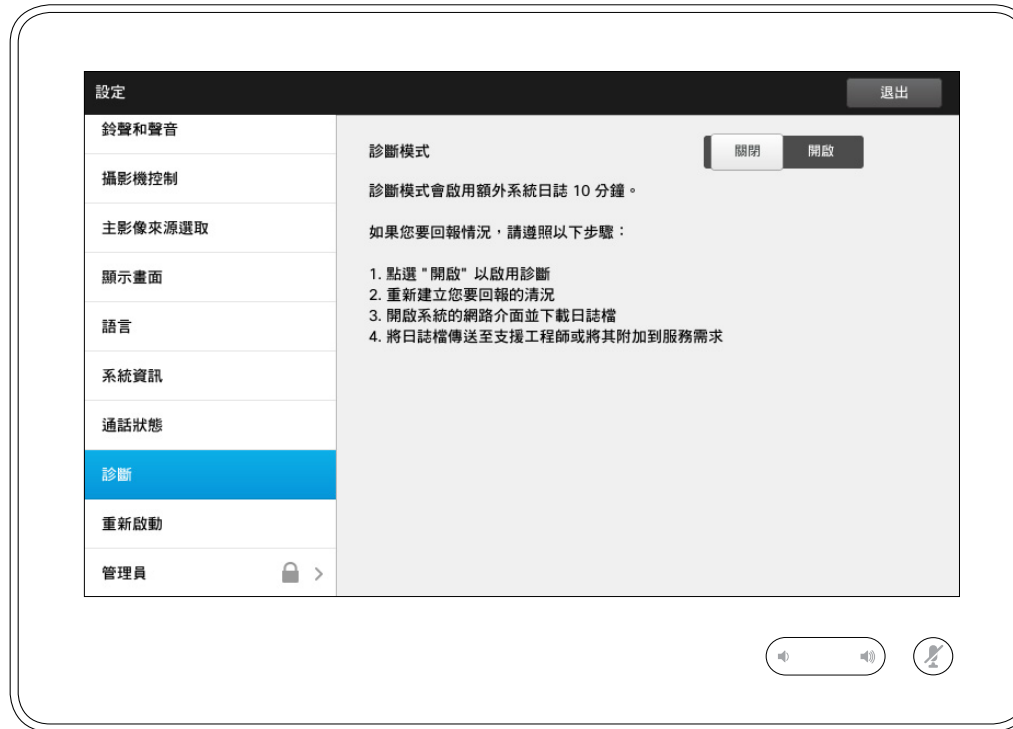 設定
退出
鈴聲和聲音
攝影機控制
主影像來源選取
顯示畫面
語言
系統資訊
通話狀態
診斷
重新啟動
管理員
診斷模式
關閉
開啟
診斷模式會啟用額外系統日誌 10 分鐘。
如果您要回報情況，請遵照以下步驟：
1. 點選 "開啟" 以啟用診斷
2. 重新建立您要回報的清況
3. 開啟系統的網路介面並下載日誌檔
4. 將日誌檔傳送至支援工程師或將其附加到服務需求